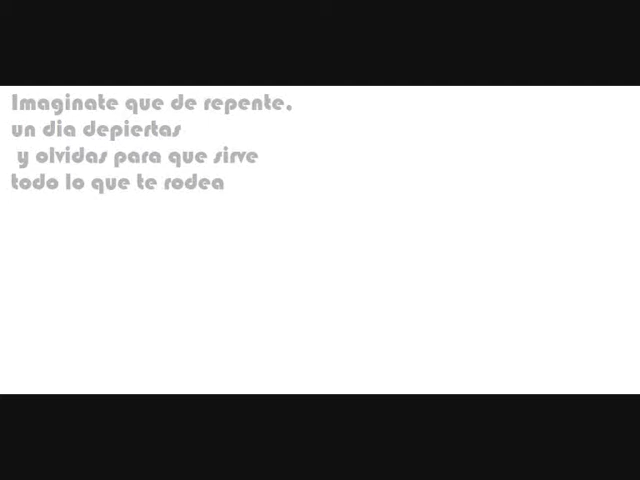 Imaginate que de repente,
un dia depiertas
y olvidas para que sirve
todo lo que te rodea